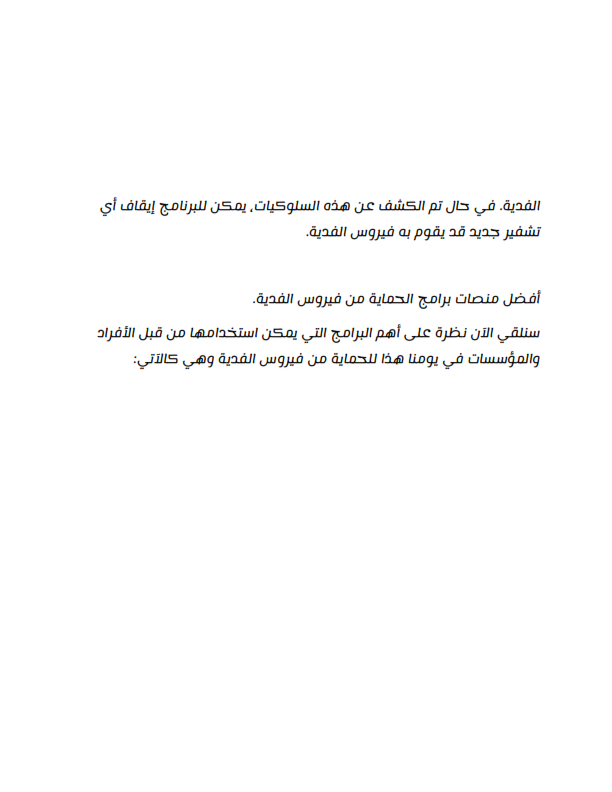 الفدية. في حال تم الكشف عن هذه السلوكيات، يمكن للبرنامج إيقاف أي
تشفير جديد قد يقوم به فيروس الفدية.
أفضل منصات برامج الحماية من فيروس الفدية.
سنلقي الآن نظرة على أهم البرامج التي يمكن استخدامها من قبل الأفراد
والمؤسسات في يومنا هذا للحماية من فيروس الفدية وهي كالآتي: